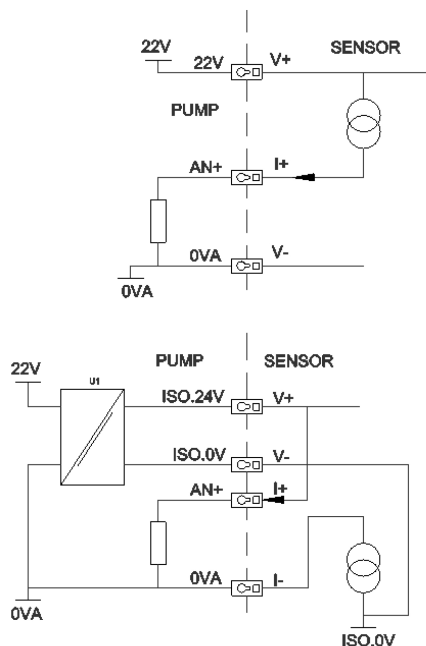 SENSOR
22V
22V
V+
PUMP
AN+
I+
0VA
V-
0VA
PUMP
SENSOR
22V
U1
ISO.24V
V+
ISO.0V
V-
AN+
I+
0VA
I-
0VA
ISO.0V